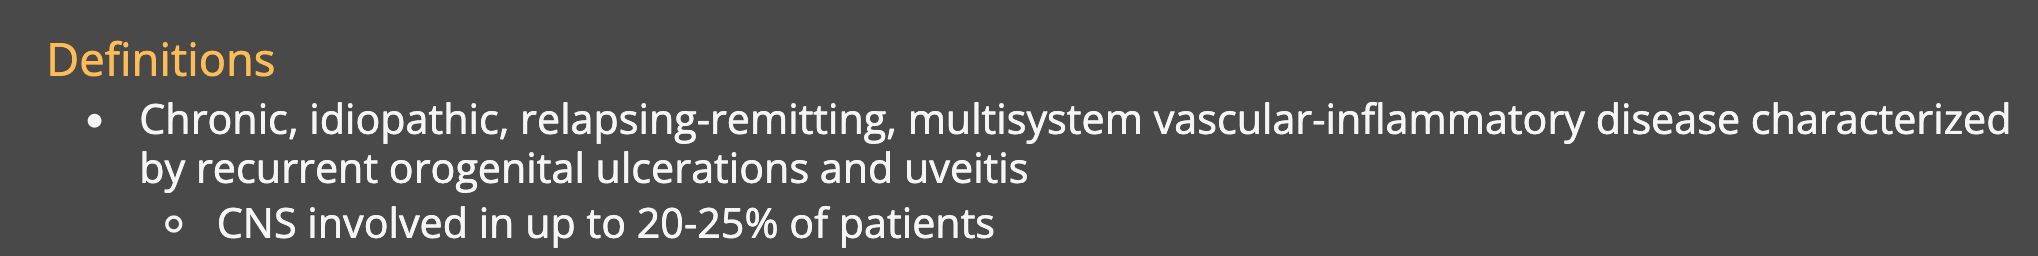 Definitions
• Chronic, idiopathic, relapsing-remitting, multisystem vascular-inflammatory disease characterized
by recurrent orogenital ulcerations and uveitis
◦ CNS involved in up to 20-25% of patients